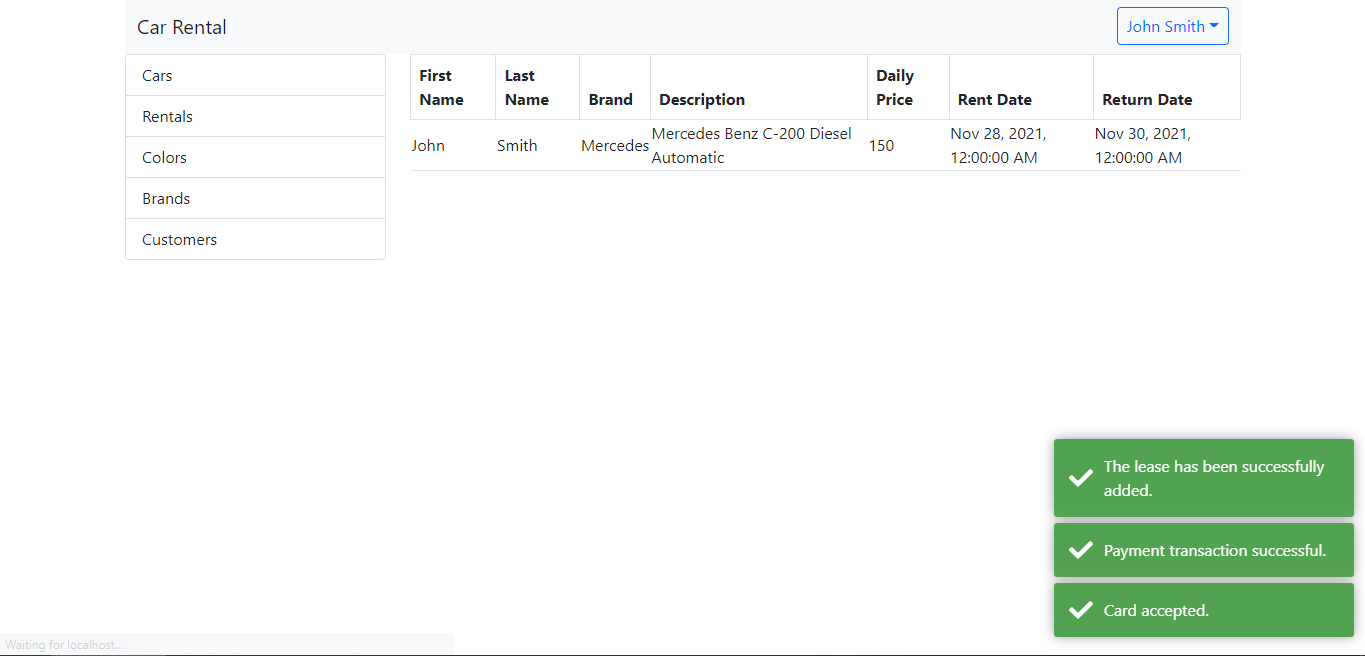 Car Rental
John Smith
Cars
Rentals
Colors
Brands
Customers
First Name Last Name Brand Description Daily Price Rent Date Return Date
John Smith Mercedes Mercedes Benz C-200 Diesel Automatic 150 Nov 28, 2021, 12:00:00 AM Nov 30, 2021, 12:00:00 AM
The lease has been successfully
added.
Payment transaction successful.
Card accepted.
Waiting for localhost...